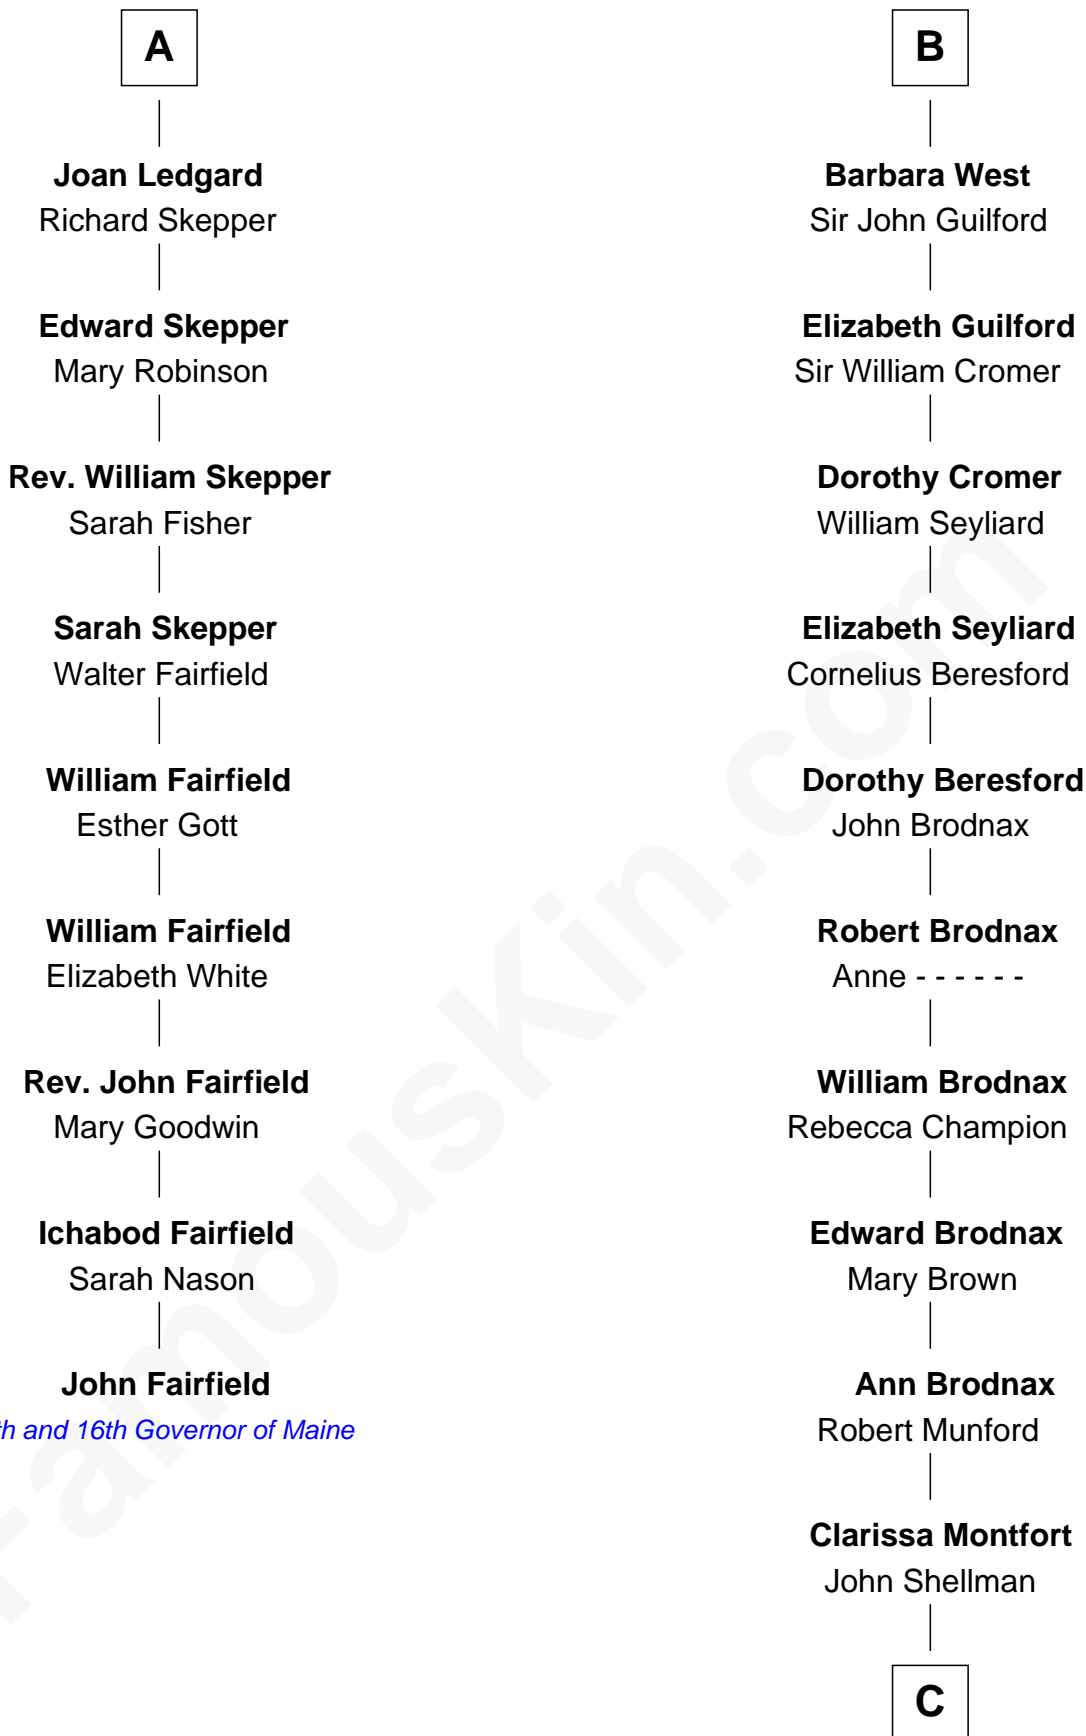 A
Joan Ledgard
Richard Skepper
Edward Skepper
Mary Robinson
Rev. William Skepper
Sarah Fisher
Sarah Skepper
Walter Fairfield
William Fairfield
Esther Gott
William Fairfield
Elizabeth White
Rev. John Fairfield
Mary Goodwin
Ichabod Fairfield
Sarah Nason
John Fairfield
th and 16th Governor of Maine
B
Barbara West
Sir John Guilford
Elizabeth Guilford
Sir William Cromer
Dorothy Cromer
William Seyliard
Elizabeth Seyliard
Cornelius Beresford
Dorothy Beresford
John Brodnax
Robert Brodnax
Anne - - - - - -
William Brodnax
Rebecca Champion
Edward Brodnax
Mary Brown
Ann Brodnax
Robert Munford
Clarissa Montfort
John Shellman
C
FamousKin.com